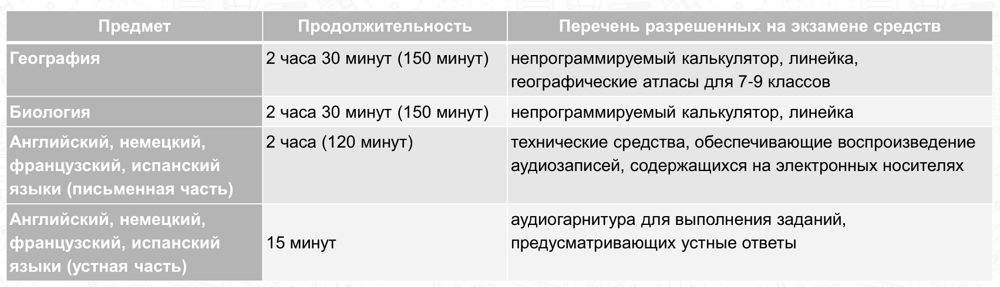 Предмет
Продолжительность
Перечень разрешенных на экзамене средств
География
2 часа 30 минут (150 минут)
непрограммируемый калькулятор, линейка,
географические атласы для 7-9 классов
Биология
2 часа 30 минут (150 минут)
непрограммируемый калькулятор, линейка
Английский, немецкий,
французский, испанский
языки (письменная часть)
2 часа (120 минут)
технические средства, обеспечивающие воспроизведение
аудиозаписей, содержащихся на электронных носителях
Английский, немецкий,
французский, испанский
языки (устная часть)
15 минут
аудиогарнитура для выполнения заданий,
предусматривающих устные ответы